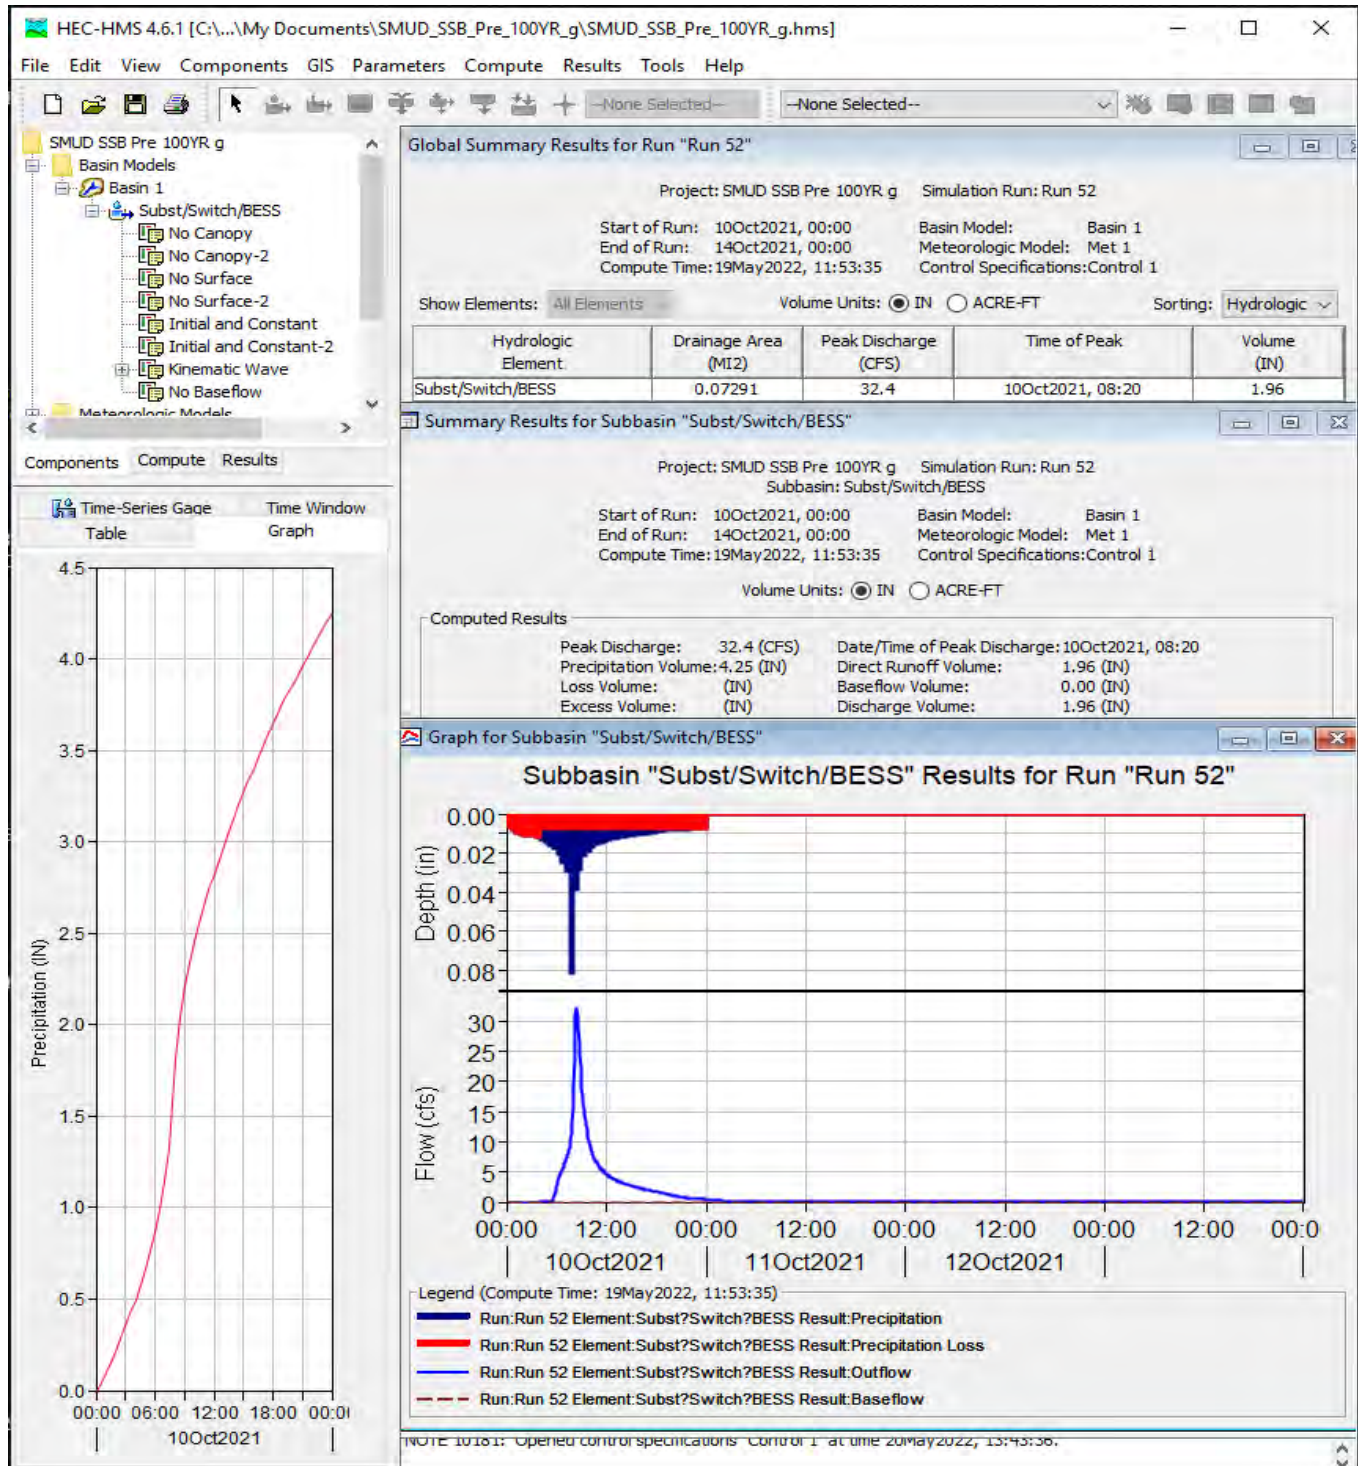 HEC-HMS 4.6.1 [C:\...\My Documents\SMUD_SSB_Pre_100YR_g\SMUD_SSB_Pre_100YR_g.hms]
File Edit View Components GIS Parameters Compute Results Tools Help
--None Selected-- --None Selected--
SMUD SSB Pre 100YR g
Basin Models
Basin 1
Subst/Switch/BESS
No Canopy
No Canopy-2
No Surface
No Surface-2
Initial and Constant
Initial and Constant-2
Kinematic Wave
No Baseflow
Meteorologic Models
Components Compute Results
Time-Series Gage Time Window
Table Graph
4.5
4.0
3.5
3.0
2.5
2.0
1.5
1.0
0.5
0.0
Precipitation (IN)
00:00 06:00 12:00 18:00 00:0
10Oct2021
Global Summary Results for Run "Run 52"
Project: SMUD SSB Pre 100YR g Simulation Run: Run 52
Start of Run: 10Oct2021, 00:00 Basin Model: Basin 1
End of Run: 14Oct2021, 00:00 Meteorologic Model: Met 1
Compute Time:19May2022, 11:53:35 Control Specifications:Control 1
Show Elements: All Elements Volume Units: IN ACRE-FT Sorting: Hydrologic
Hydrologic Drainage Area Peak Discharge Time of Peak Volume
Element (MI2) (CFS) (IN)
Subst/Switch/BESS 0.07291 32.4 10Oct2021, 08:20 1.96
Summary Results for Subbasin "Subst/Switch/BESS"
Project: SMUD SSB Pre 100YR g Simulation Run: Run 52
Subbasin: Subst/Switch/BESS
Start of Run: 10Oct2021, 00:00 Basin Model: Basin 1
End of Run: 14Oct2021, 00:00 Meteorologic Model: Met 1
Compute Time:19May2022, 11:53:35 Control Specifications:Control 1
Volume Units: IN ACRE-FT
Computed Results
Peak Discharge: 32.4 (CFS) Date/Time of Peak Discharge:10Oct2021, 08:20
Precipitation Volume:4.25 (IN) Direct Runoff Volume: 1.96 (IN)
Loss Volume: (IN) Baseflow Volume: 0.00 (IN)
Excess Volume: (IN) Discharge Volume: 1.96 (IN)
Graph for Subbasin "Subst/Switch/BESS"
Subbasin "Subst/Switch/BESS" Results for Run "Run 52"
0.00
0.02
0.04
0.06
0.08
Depth (in)
30
25
20
15
10
5
0
Flow (cfs)
00:00 12:00 00:00 12:00 00:00 12:00 00:00 12:00 00:0
10Oct2021 11Oct2021 12Oct2021
Legend (Compute Time: 19May2022, 11:53:35)
Run:Run 52 Element:Subst?Switch?BESS Result:Precipitation
Run:Run 52 Element:Subst?Switch?BESS Result:Precipitation Loss
Run:Run 52 Element:Subst?Switch?BESS Result:Outflow
Run:Run 52 Element:Subst?Switch?BESS Result:Baseflow
NOTE 10181: Opened control specifications "Control 1" at time 20May2022, 13:43:36.